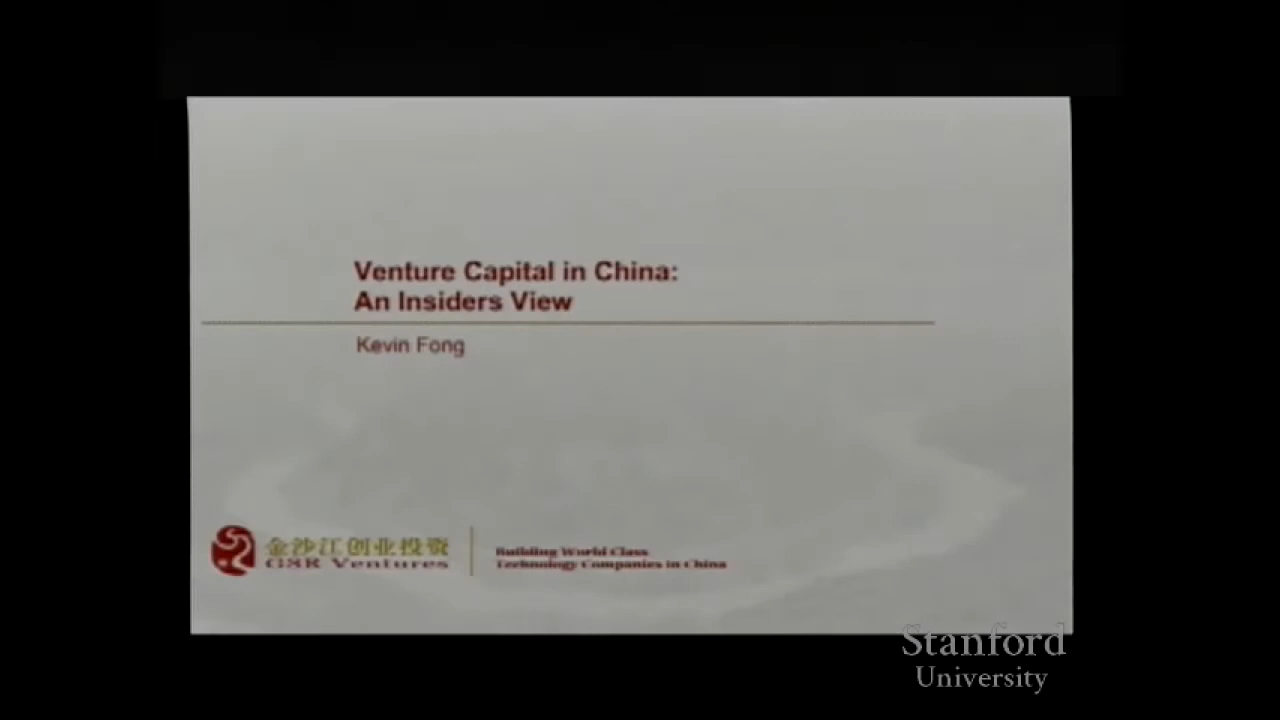 Venture Capital in China:
An Insiders View
Kevin Fong
金沙江创业投资
GSR Ventures
Building World Class
Technology Companies in China
Stanford
University